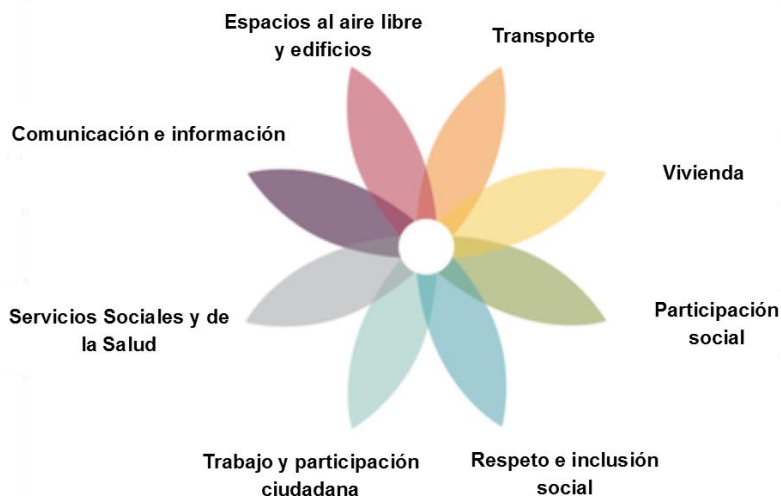 Espacios al aire libre
y edificios
Transporte
Comunicación e información
Vivienda
Servicios Sociales y de
la Salud
Participación
social
Trabajo y participación
ciudadana
Respeto e inclusión
social